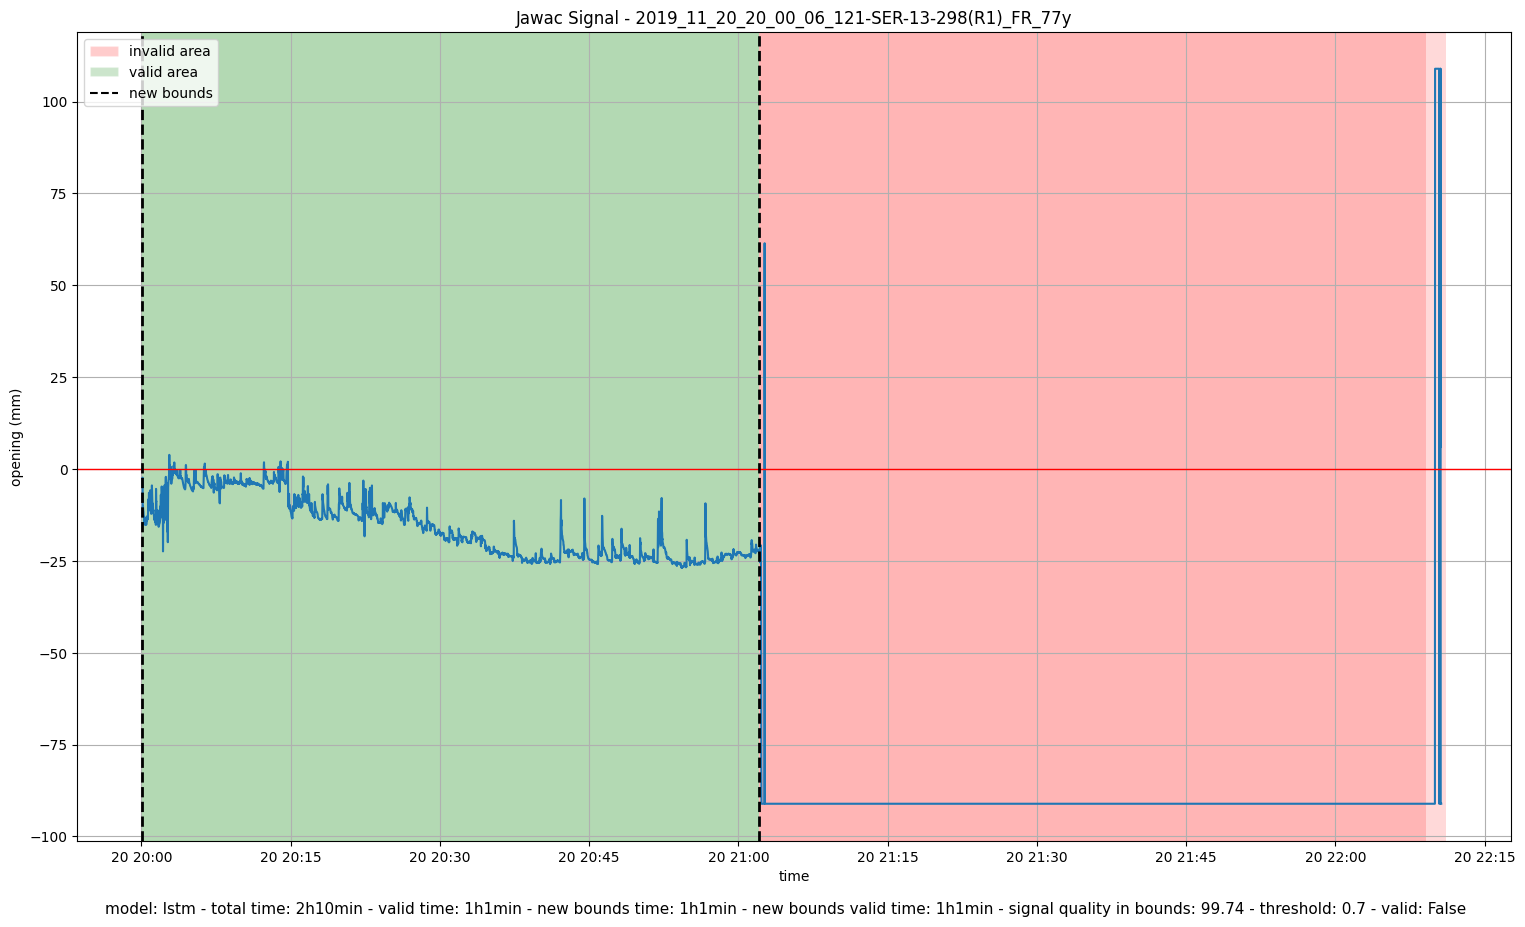 Jawac Signal - 2019_11_20_20_00_06_121-SER-13-298(R1)_FR_77y
invalid area
valid area
new bounds
opening (mm)
100
75
50
25
0
−25
−50
−75
−100
20 20:00
20 20:15
20 20:30
20 20:45
20 21:00
20 21:15
20 21:30
20 21:45
20 22:00
20 22:15
time
model: lstm - total time: 2h10min - valid time: 1h1min - new bounds time: 1h1min - new bounds valid time: 1h1min - signal quality in bounds: 99.74 - threshold: 0.7 - valid: False